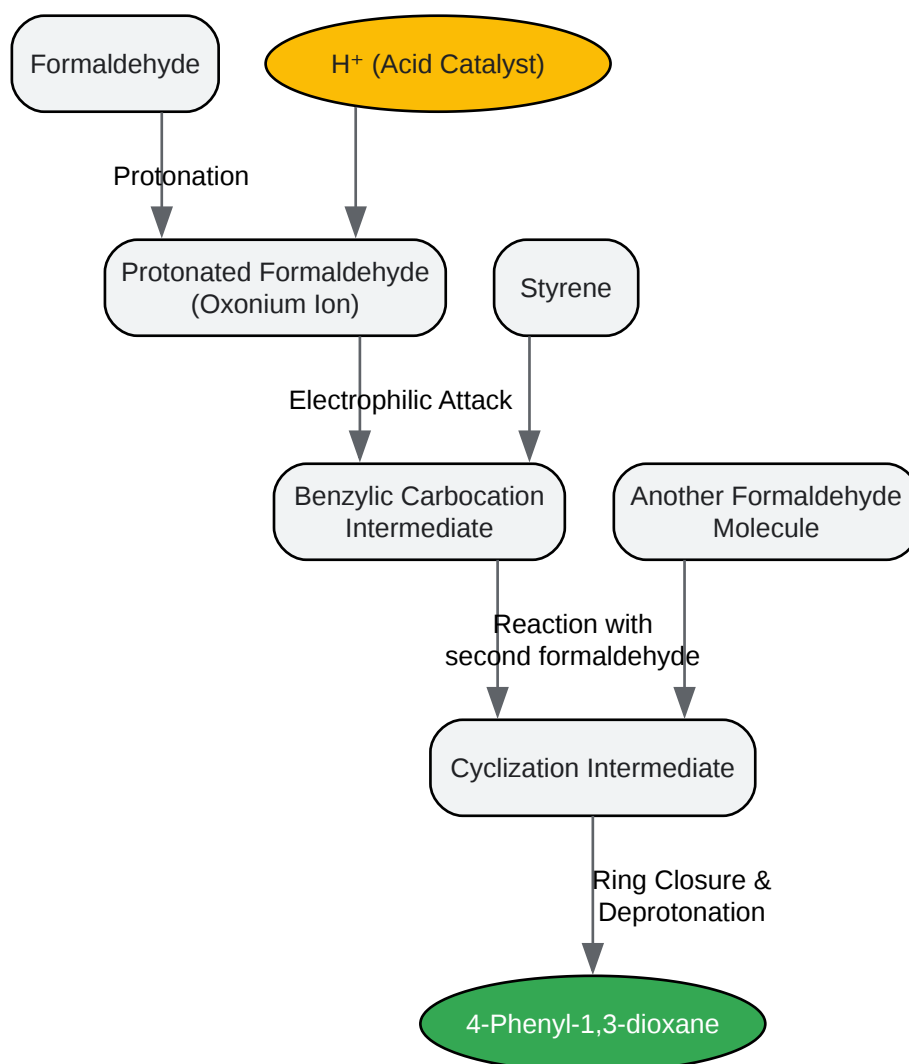 Formaldehyde
H⁺ (Acid Catalyst)
Protonation
Protonated Formaldehyde
(Oxonium Ion)
Styrene
Electrophilic Attack
Benzylic Carbocation
Intermediate
Another Formaldehyde
Molecule
Reaction with
second formaldehyde
Cyclization Intermediate
Ring Closure &
Deprotonation
4-Phenyl-1,3-dioxane